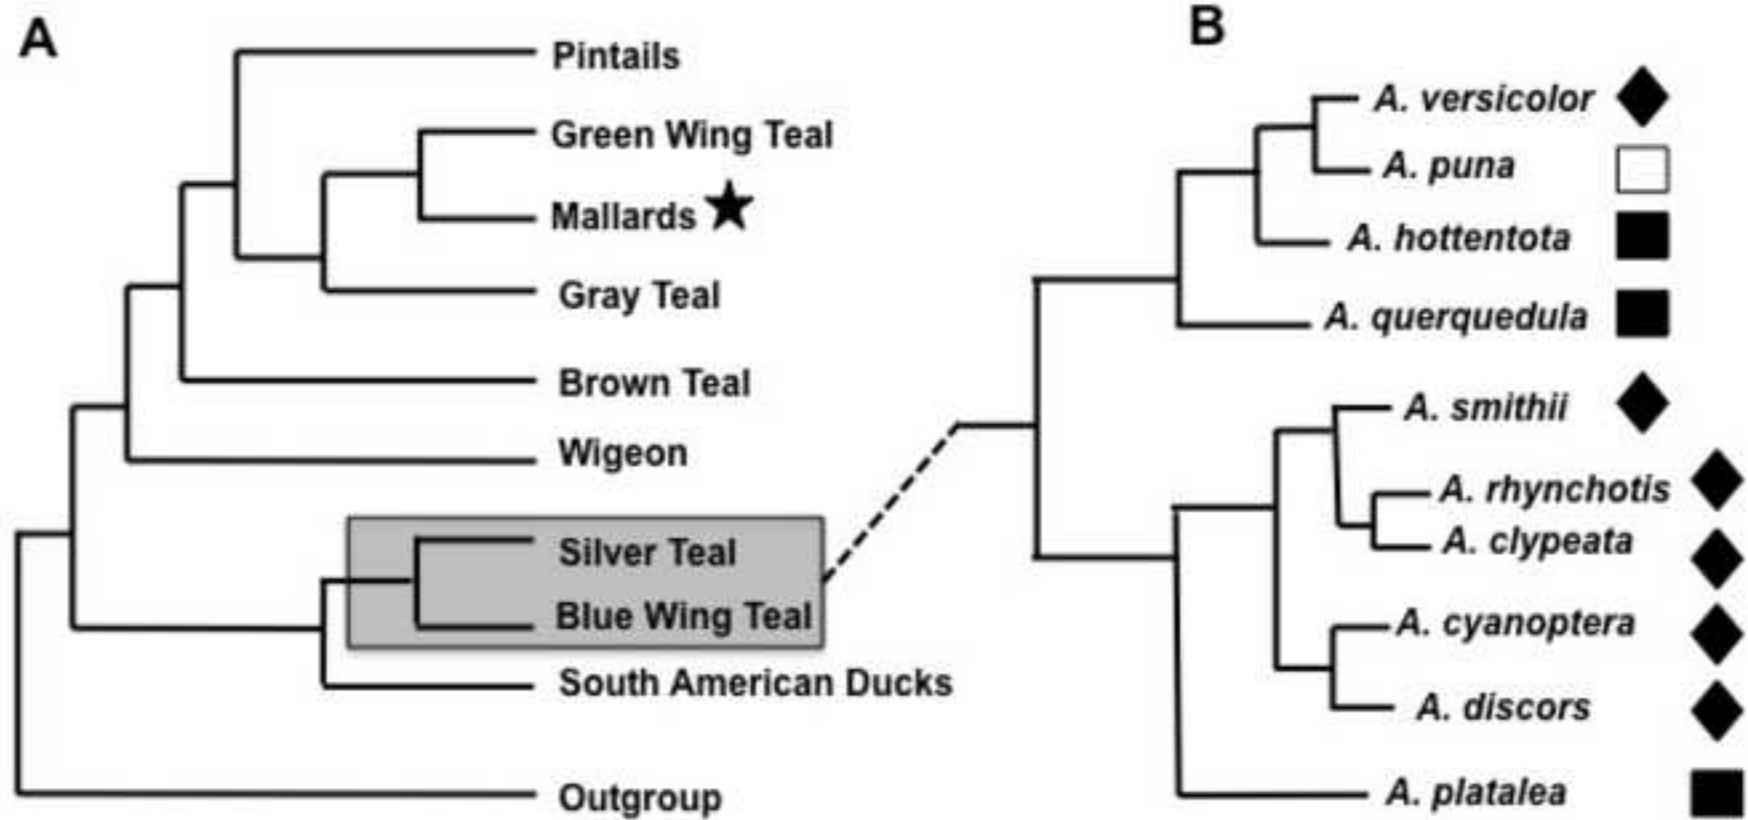 A
Pintails
Green Wing Teal
Mallards
Gray Teal
Brown Teal
Wigeon
Silver Teal
Blue Wing Teal
South American Ducks
Outgroup
B
A. versicolor
A. puna
A. hottentota
A. querquedula
A. smithii
A. rhynchotis
A. clypeata
A. cyanoptera
A. discors
A. platalea